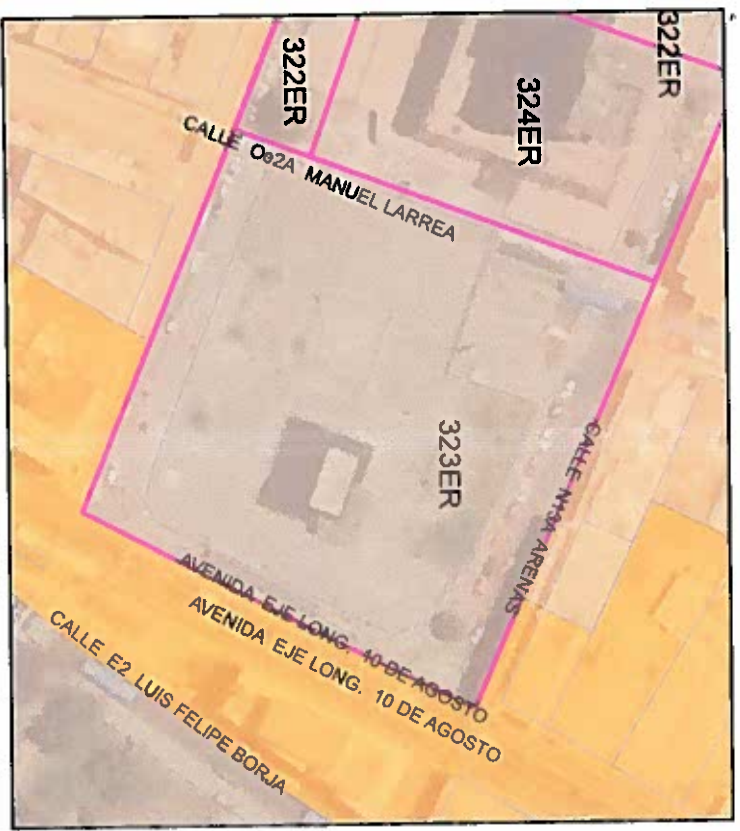 322ER
322ER
324ER
CALLE Oe2A MANUEL LARREA
323ER
CALLE N13A ARENAS
AVENIDA EJE LONG. 10 DE AGOSTO
AVENIDA EJE LONG. 10 DE AGOSTO
CALLE E2 LUIS FELIPE BORJA